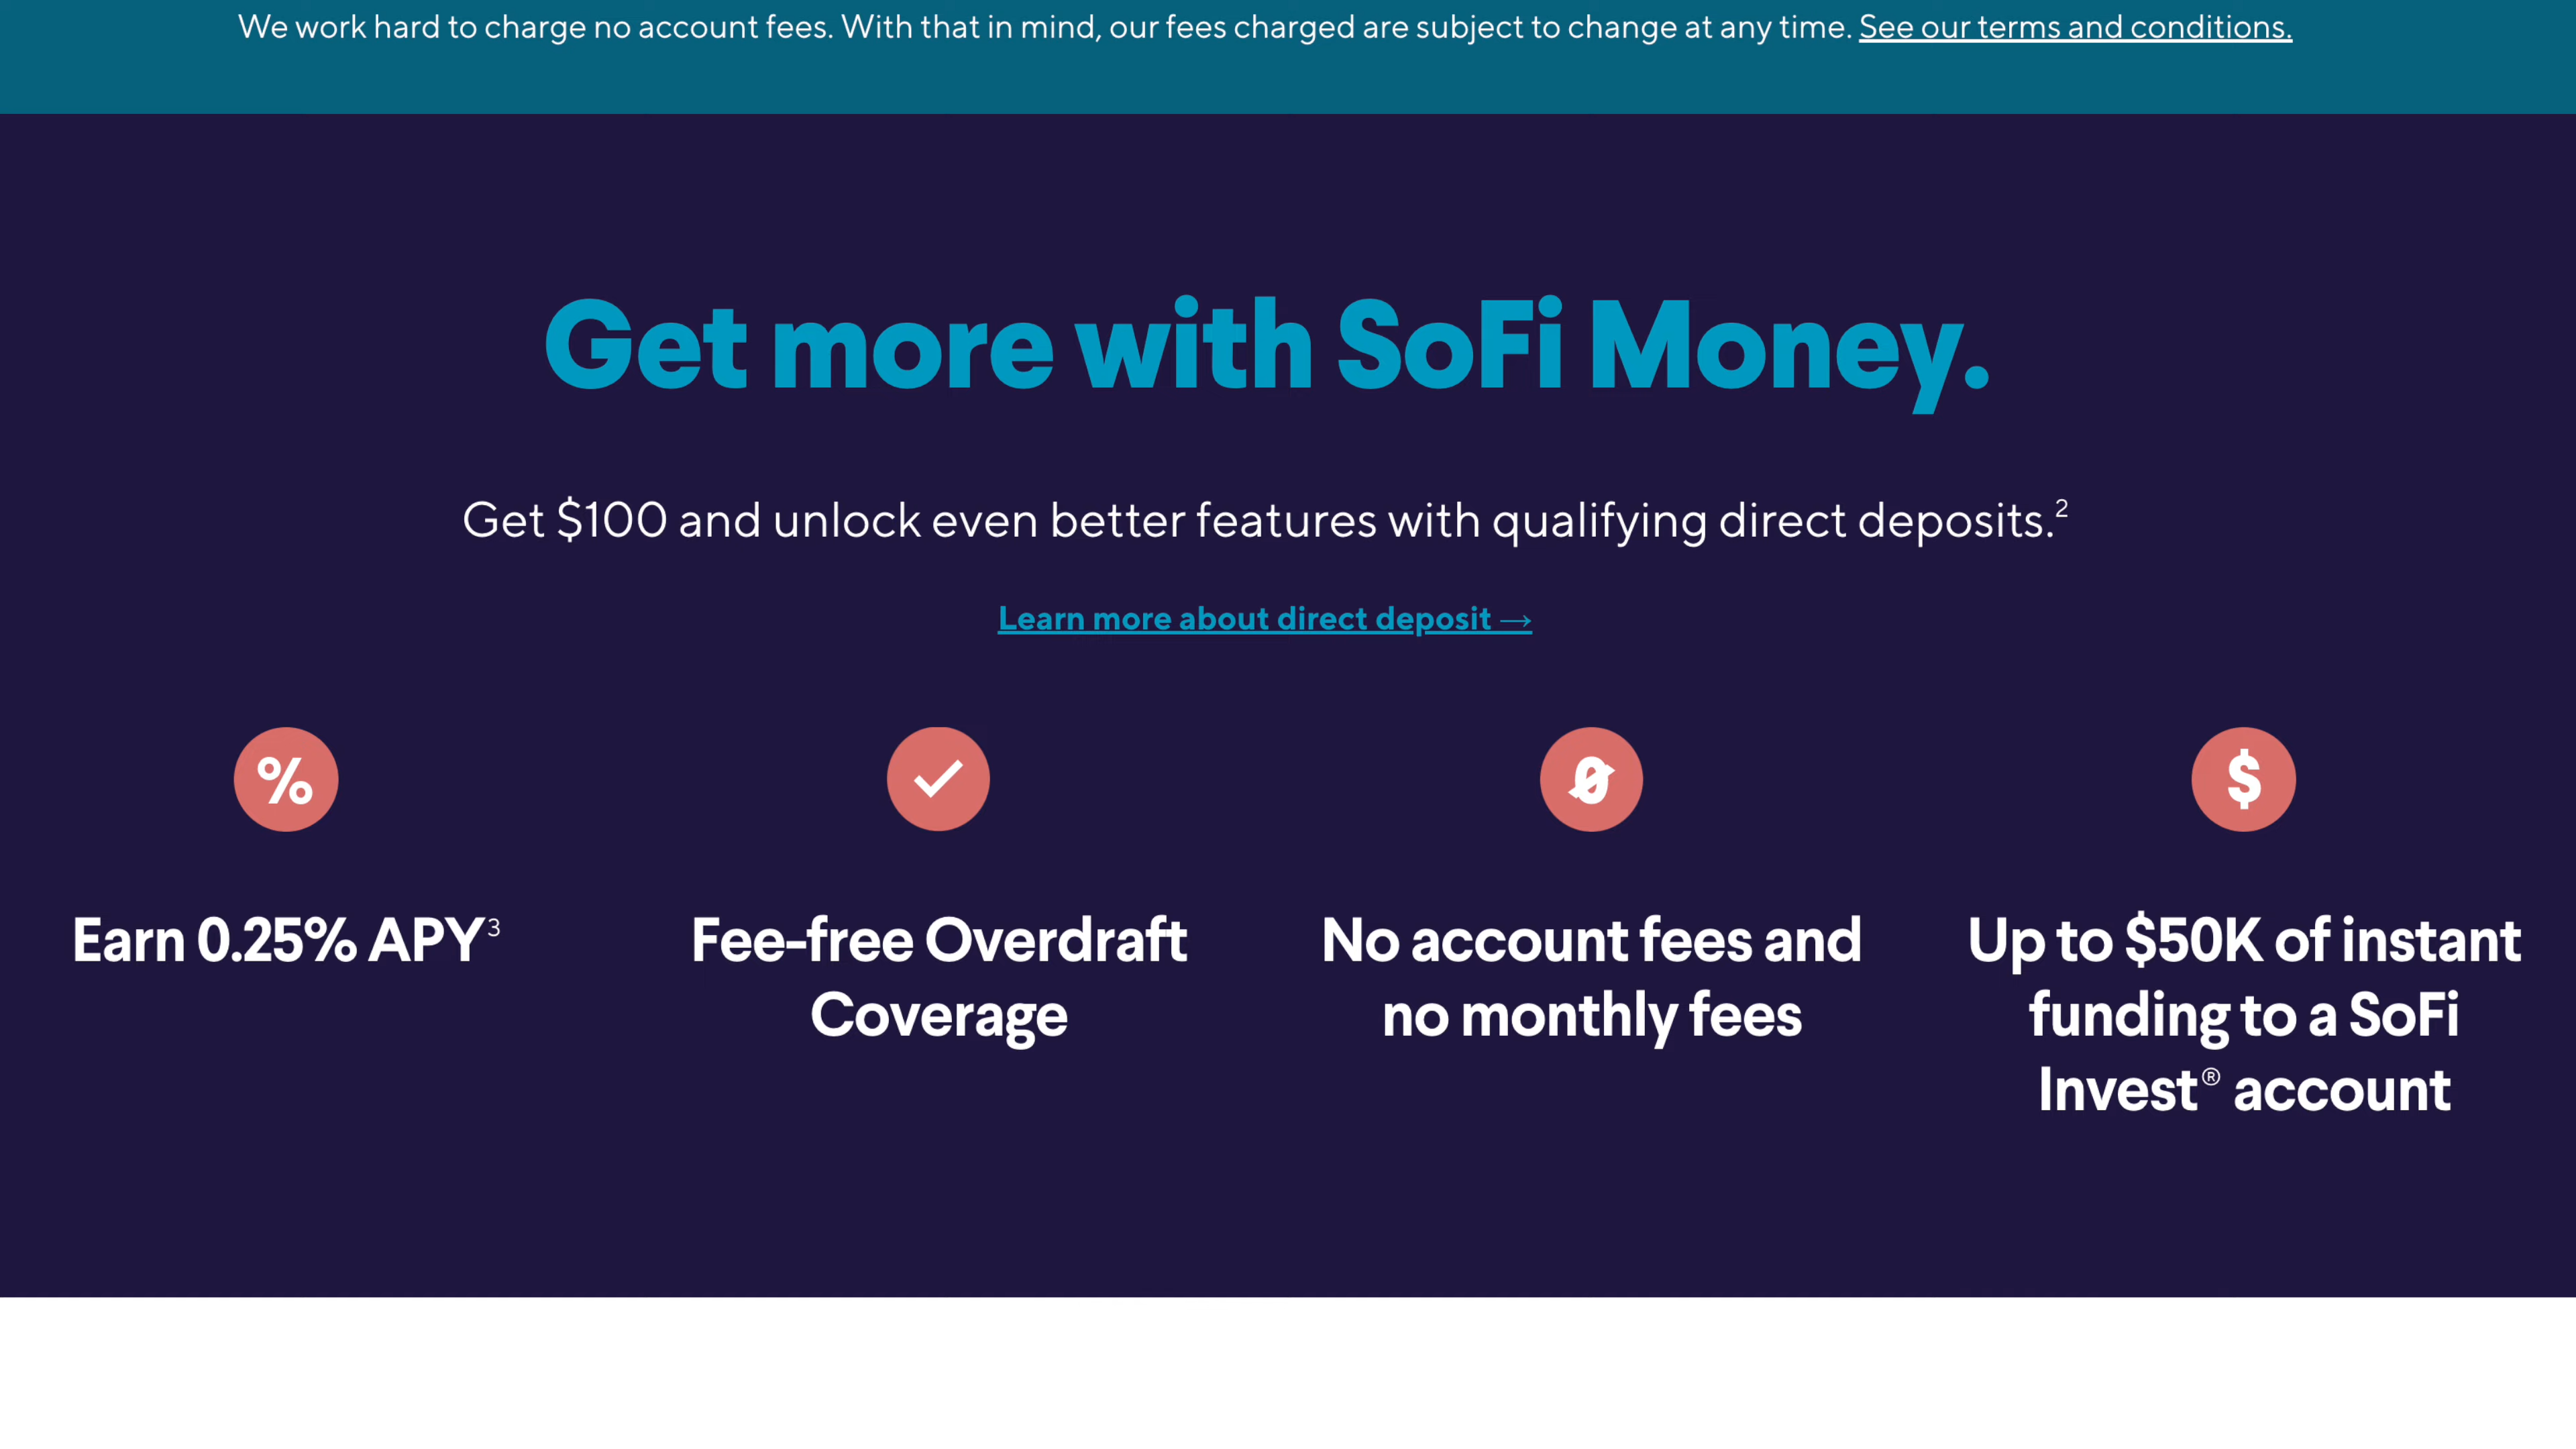 We work hard to charge no account fees. With that in mind, our fees charged are subject to change at any time. See our terms and conditions.
Get more with SoFi Money.
Get $100 and unlock even better features with qualifying direct deposits.²
Learn more about direct deposit →
%
$
Earn 0.25% APY³
Fee-free Overdraft
Coverage
No account fees and
no monthly fees
Up to $50K of instant
funding to a SoFi
Invest® account